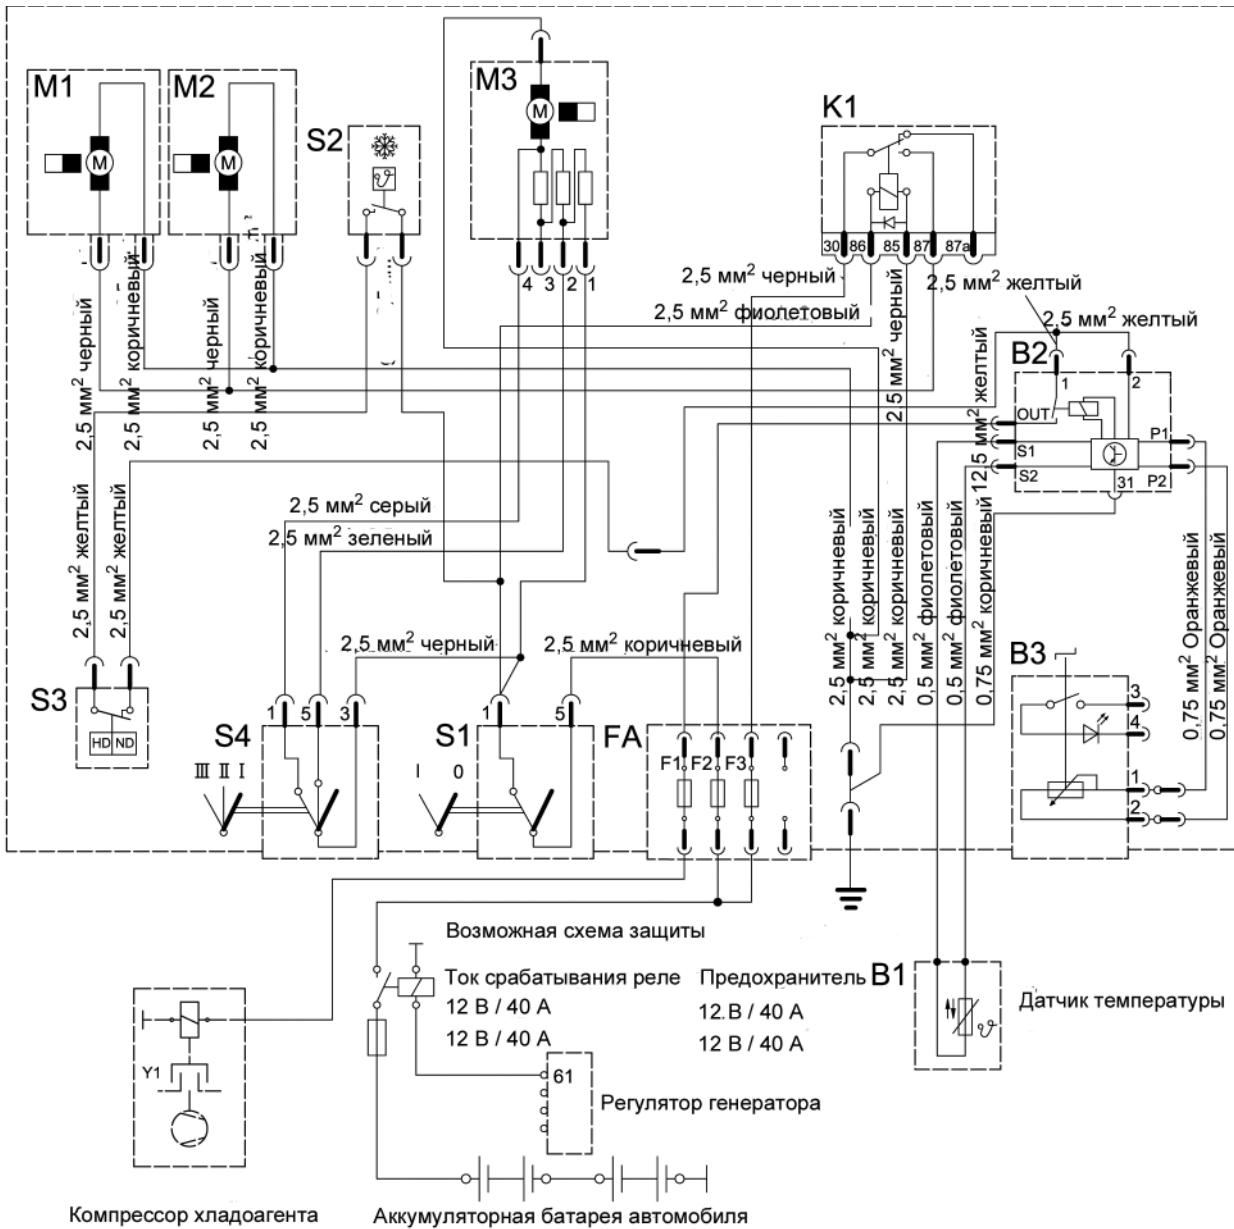 M1
M2
S2
M3
K1
M
M
M
30
86
85
87
87a
4
3
2
1
2,5 мм² черный
2,5 мм² фиолетовый
2,5 мм² желтый
2,5 мм² желтый
2,5 мм² черный
2,5 мм² коричневый
2,5 мм² черный
2,5 мм² коричневый
2,5 мм² черный
12,5 мм² желтый
B2
1
2
OUT
S1
S2
P1
P2
31
2,5 мм² серый
2,5 мм² зеленый
2,5 мм² желтый
2,5 мм² желтый
2,5 мм² черный
2,5 мм² коричневый
2,5 мм² коричневый
2,5 мм² коричневый
2,5 мм² коричневый
0,5 мм² фиолетовый
0,5 мм² фиолетовый
0,75 мм² коричневый
0,75 мм² Оранжевый
0,75 мм² Оранжевый
S3
HD
ND
S4
1
5
3
III II I
S1
1
5
I 0
FA
F1
F2
F3
B3
3
4
1
2
Возможная схема защиты
Ток срабатывания реле
12 В / 40 А
12 В / 40 А
Предохранитель
12.В / 40 А
12 В / 40 А
B1
Датчик температуры
61
Регулятор генератора
Y1
Компрессор хладоагента
Аккумуляторная батарея автомобиля